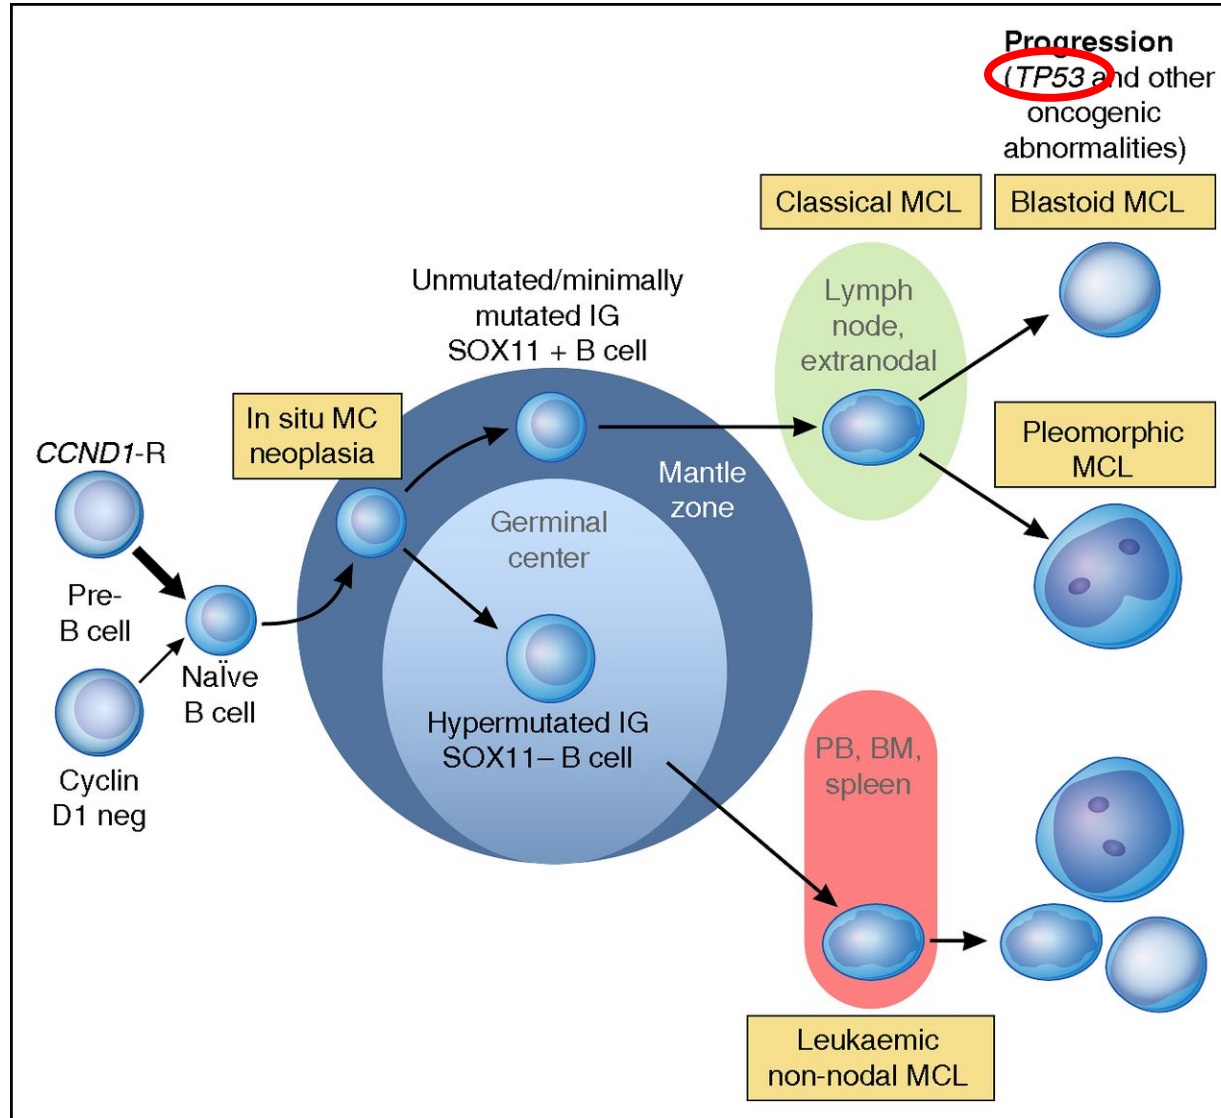 Progression
(TP53 and other
oncogenic
abnormalities)
Classical MCL
Blastoid MCL
Unmutated/minimally
mutated IG
SOX11 + B cell
Lymph
node,
extranodal
In situ MC
neoplasia
CCND1-R
Mantle
zone
Pleomorphic
MCL
Germinal
center
Pre-
B cell
NaÏve
B cell
Hypermutated IG
SOX11– B cell
Cyclin
D1 neg
PB, BM,
spleen
Leukaemic
non-nodal MCL